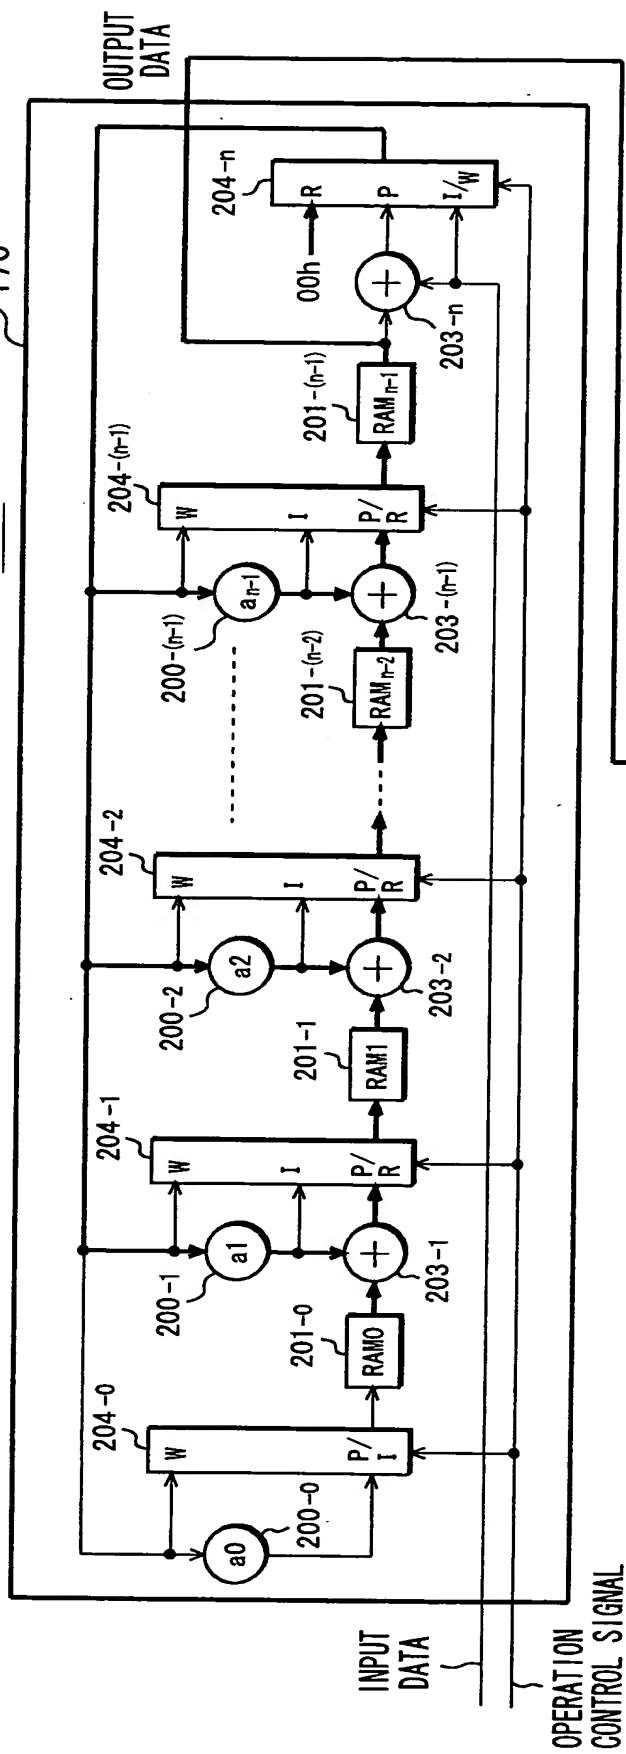 OUTPUT
DATA
204-n
R
P
I/W
00h
203-n
201-(n-1)
RAMn-1
204-(n-1)
W
I
P/
R
an-1
200-(n-1)
203-(n-1)
201-(n-2)
RAMn-2
204-2
W
I
P/
R
a2
200-2
203-2
201-1
RAM1
204-1
W
I
P/
R
a1
200-1
203-1
201-0
RAM0
204-0
W
P/
I
a0
200-0
INPUT
DATA
OPERATION
CONTROL SIGNAL